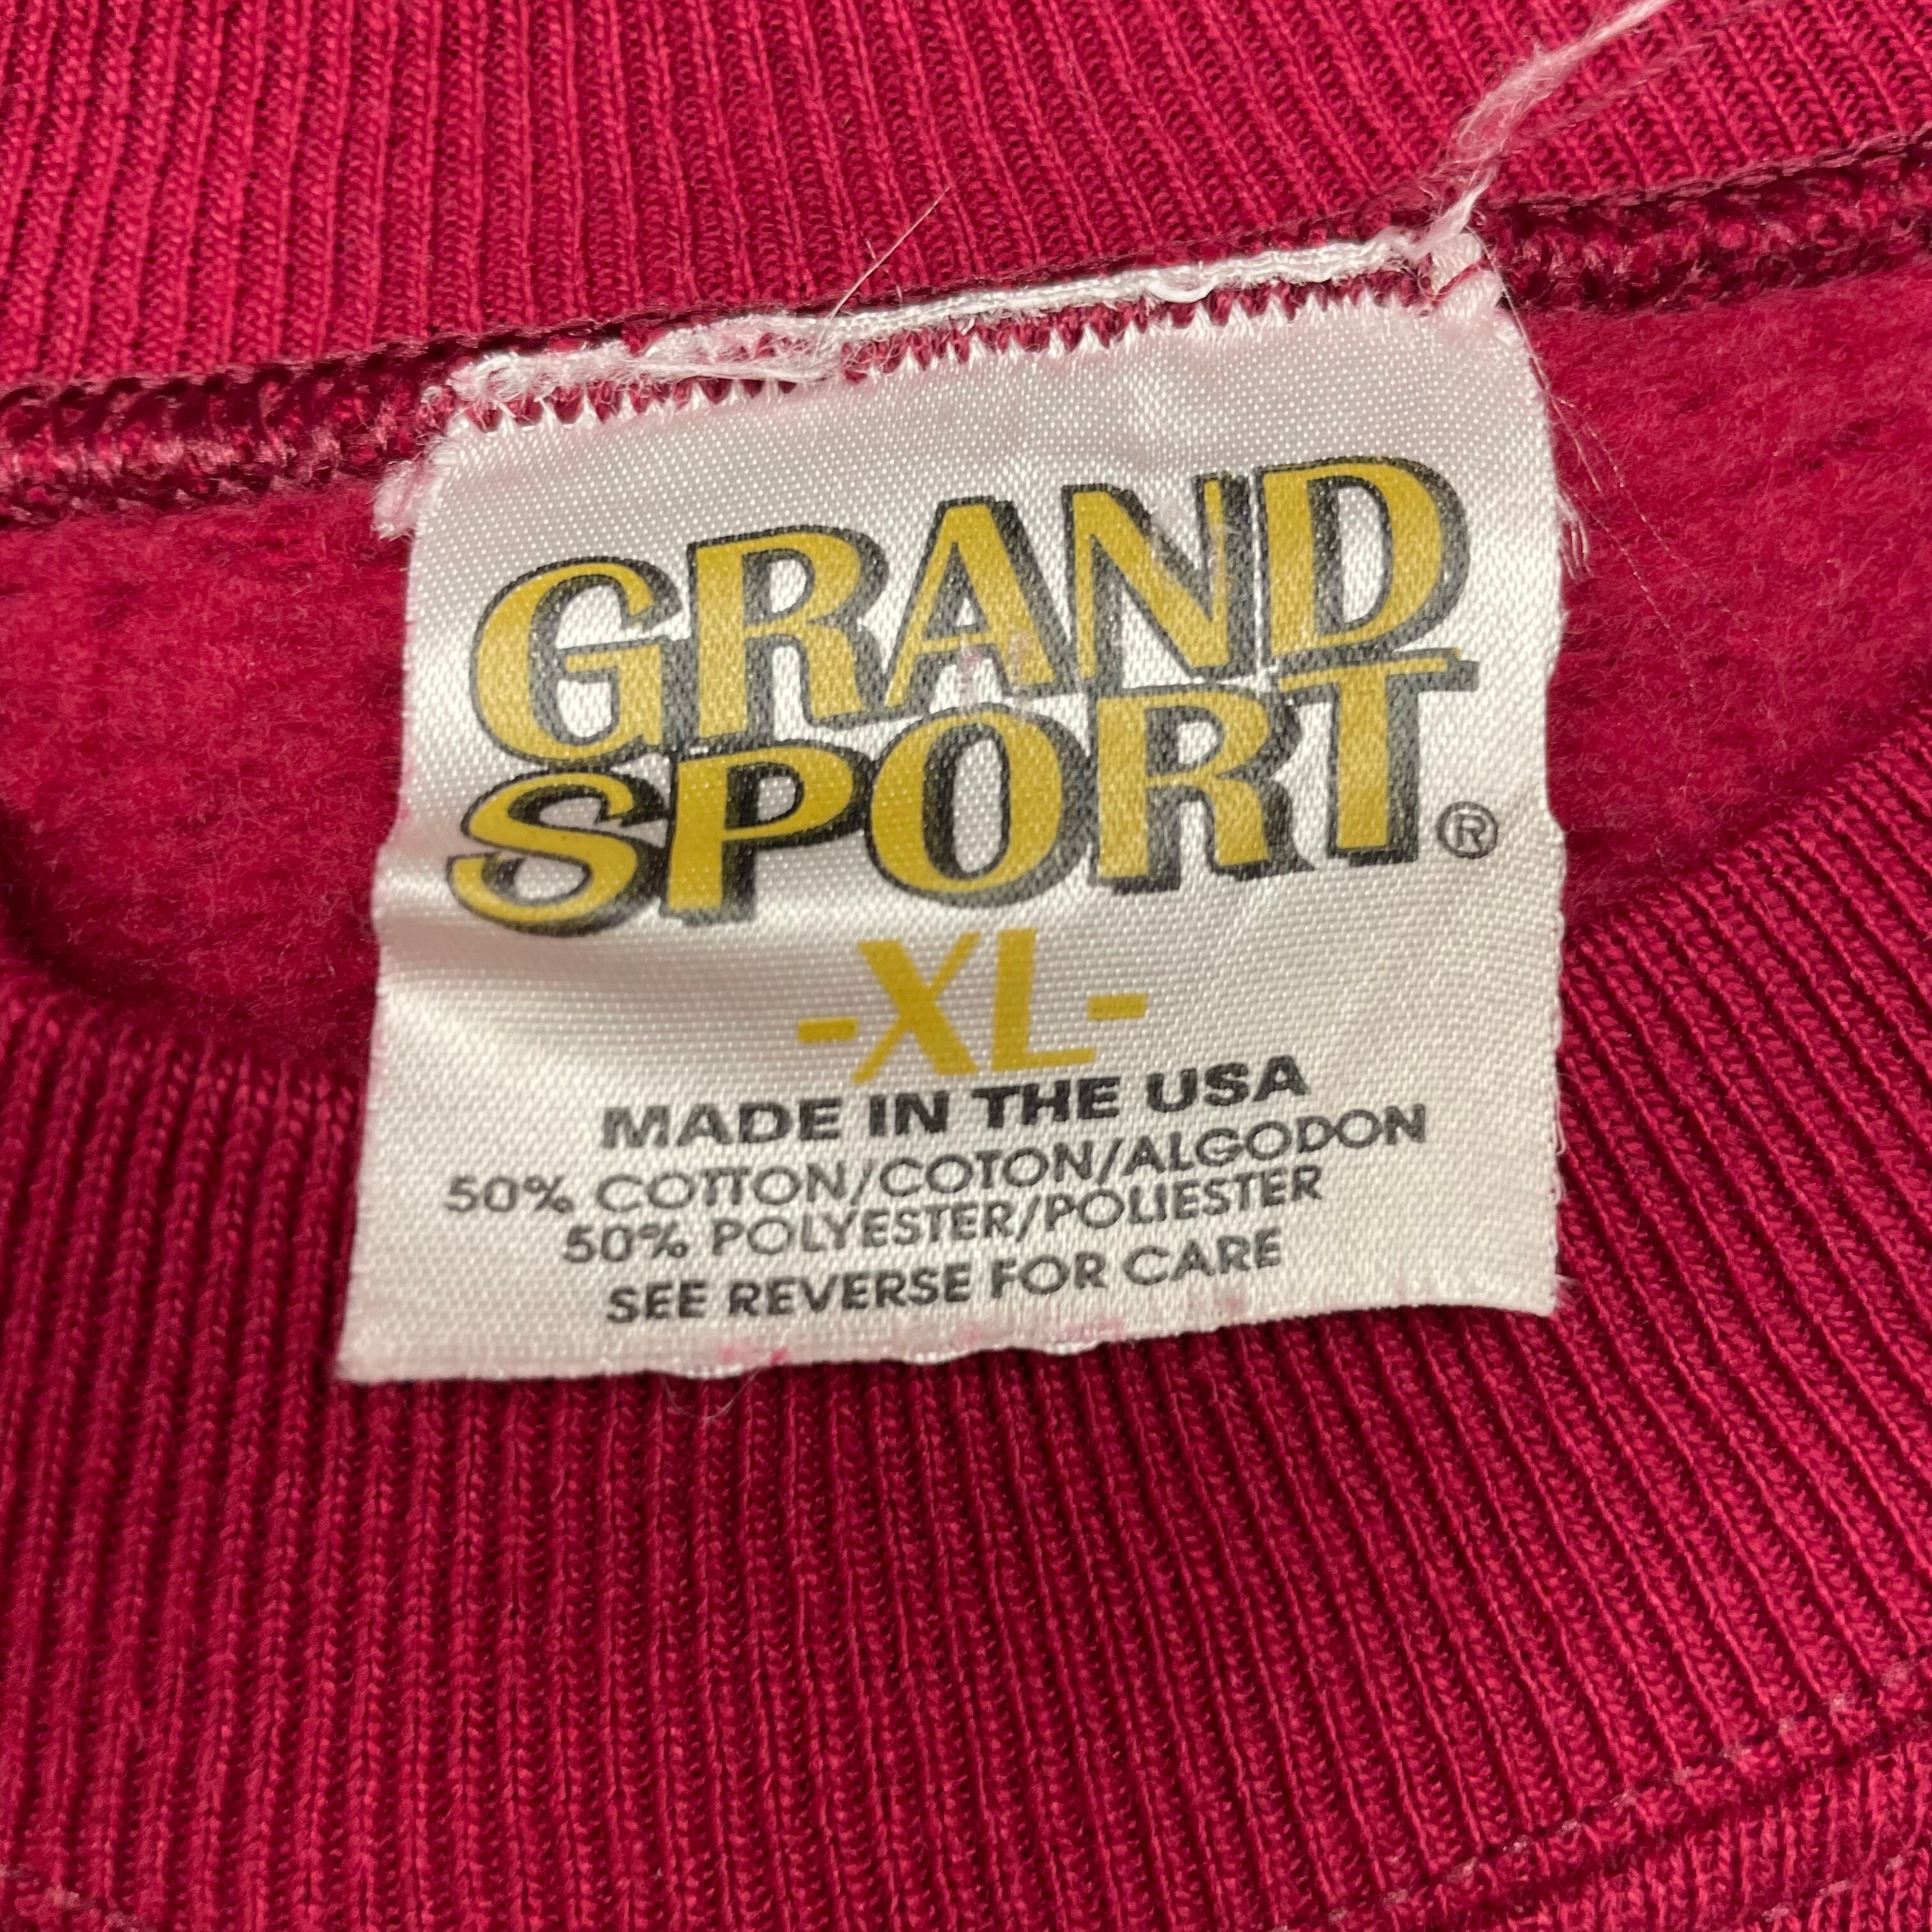 GRAND
SPORT®
-XL-
MADE IN THE USA
50% COTTON/COTON/ALGODON
50% POLYESTER/POLIESTER
SEE REVERSE FOR CARE